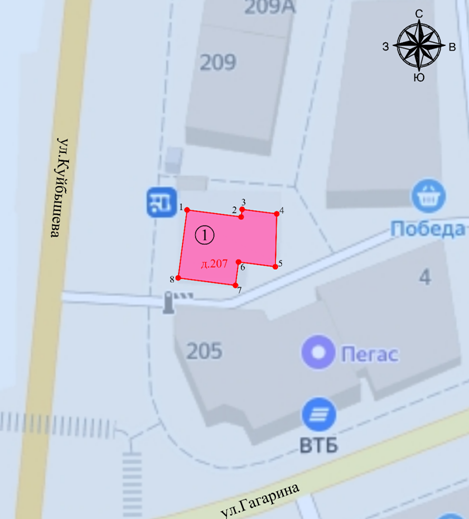 209А
С
З
В
Ю
209
ул.Куйбышева
1
2
3
4
1
д.207
5
6
7
8
Победа
4
205
Пегас
ВТБ
ул.Гагарина